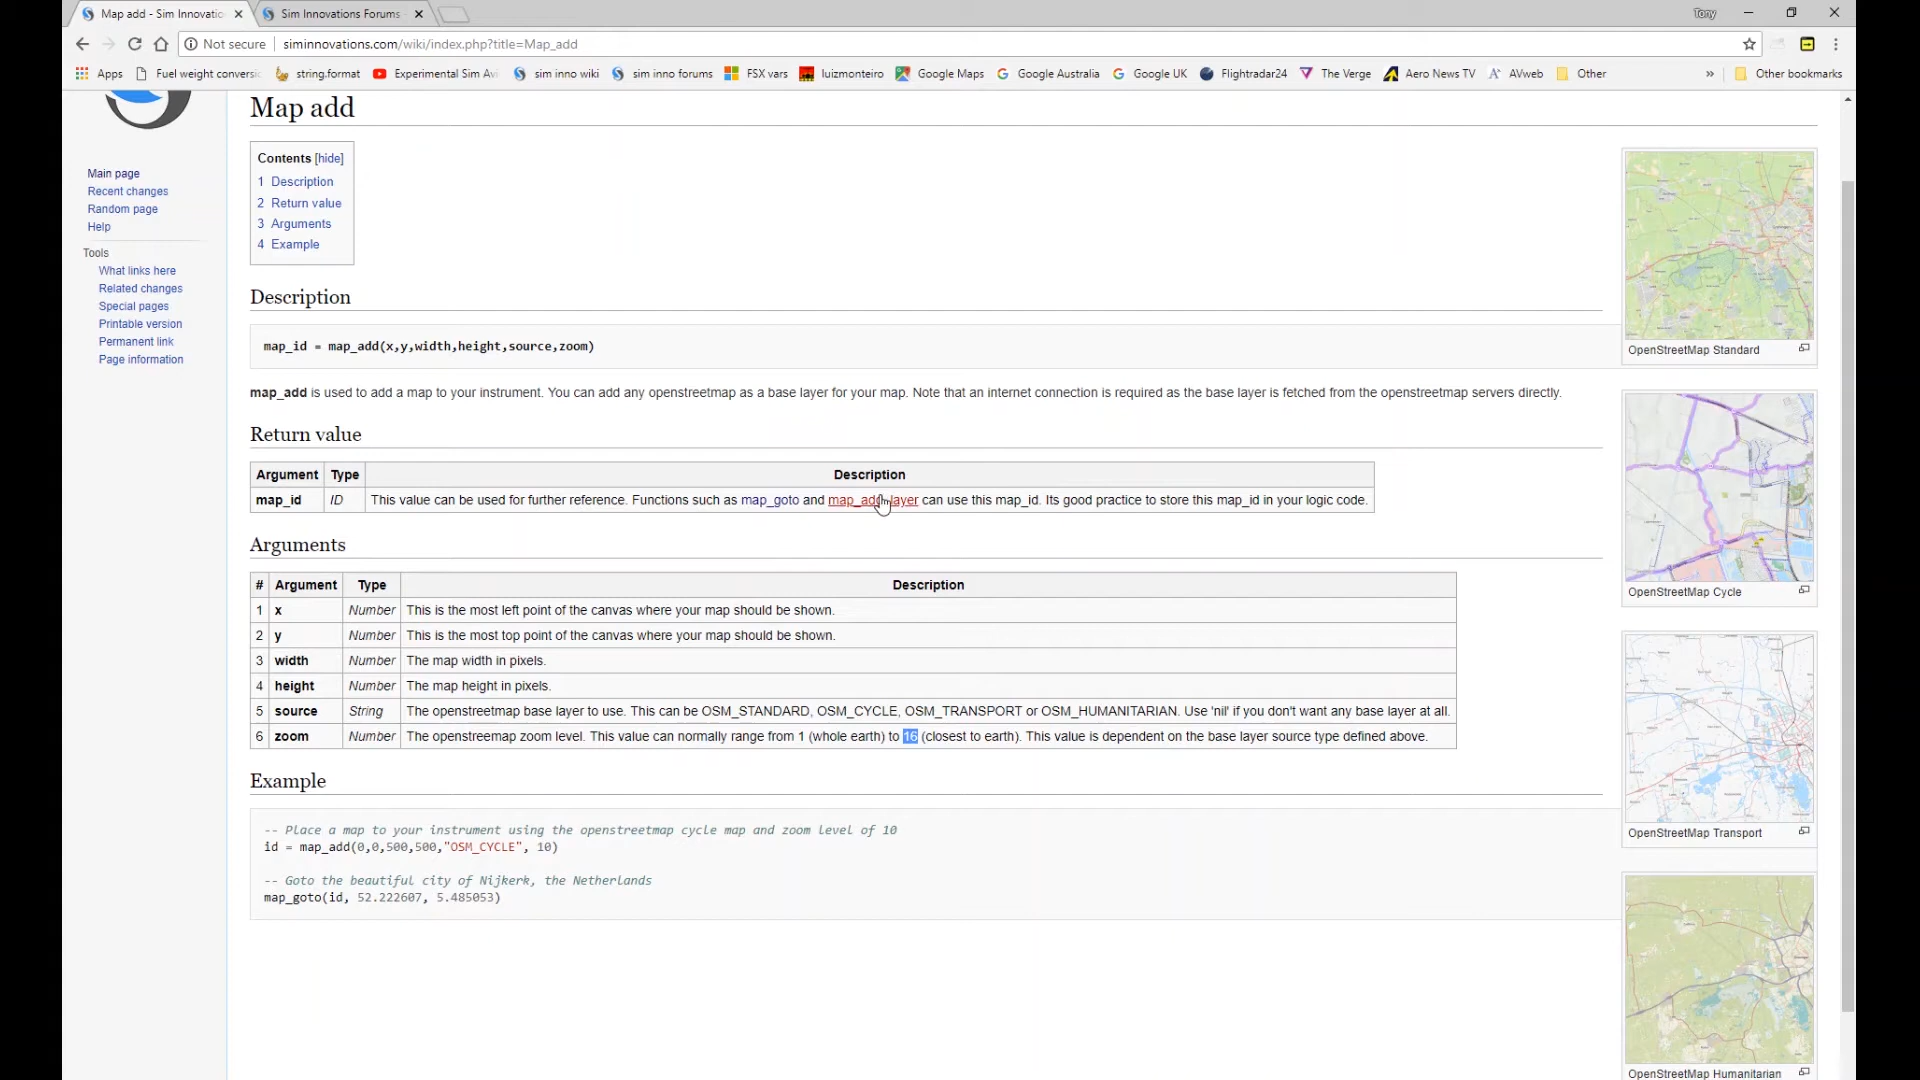 Map add - Sim Innovatio
Sim Innovations Forums
Tony
Not secure
siminnovations.com/wiki/index.php?title=Map_add
Apps
Fuel weight conversi
string.format
Experimental Sim Avi
sim inno wiki
sim inno forums
FSX vars
luizmonteiro
Google Maps
Google Australia
Google UK
Flightradar24
The Verge
Aero News TV
AVweb
Other
»
Other bookmarks
Main page
Recent changes
Random page
Help
Tools
What links here
Related changes
Special pages
Printable version
Permanent link
Page information
Map add
Contents [hide]
1 Description
2 Return value
3 Arguments
4 Example
Description
map_id = map_add(x,y,width,height,source,zoom)
map_add is used to add a map to your instrument. You can add any openstreetmap as a base layer for your map. Note that an internet connection is required as the base layer is fetched from the openstreetmap servers directly.
Return value
Argument Type Description
map_id ID This value can be used for further reference. Functions such as map_goto and map_add_layer can use this map_id. Its good practice to store this map_id in your logic code.
Arguments
# Argument Type Description
1 x Number This is the most left point of the canvas where your map should be shown.
2 y Number This is the most top point of the canvas where your map should be shown.
3 width Number The map width in pixels.
4 height Number The map height in pixels.
5 source String The openstreetmap base layer to use. This can be OSM_STANDARD, OSM_CYCLE, OSM_TRANSPORT or OSM_HUMANITARIAN. Use 'nil' if you don't want any base layer at all.
6 zoom Number The openstreemap zoom level. This value can normally range from 1 (whole earth) to 16 (closest to earth). This value is dependent on the base layer source type defined above.
Example
-- Place a map to your instrument using the openstreetmap cycle map and zoom level of 10
id = map_add(0,0,500,500,"OSM_CYCLE", 10)
-- Goto the beautiful city of Nijkerk, the Netherlands
map_goto(id, 52.222607, 5.485053)
OpenStreetMap Standard
OpenStreetMap Cycle
OpenStreetMap Transport
OpenStreetMap Humanitarian